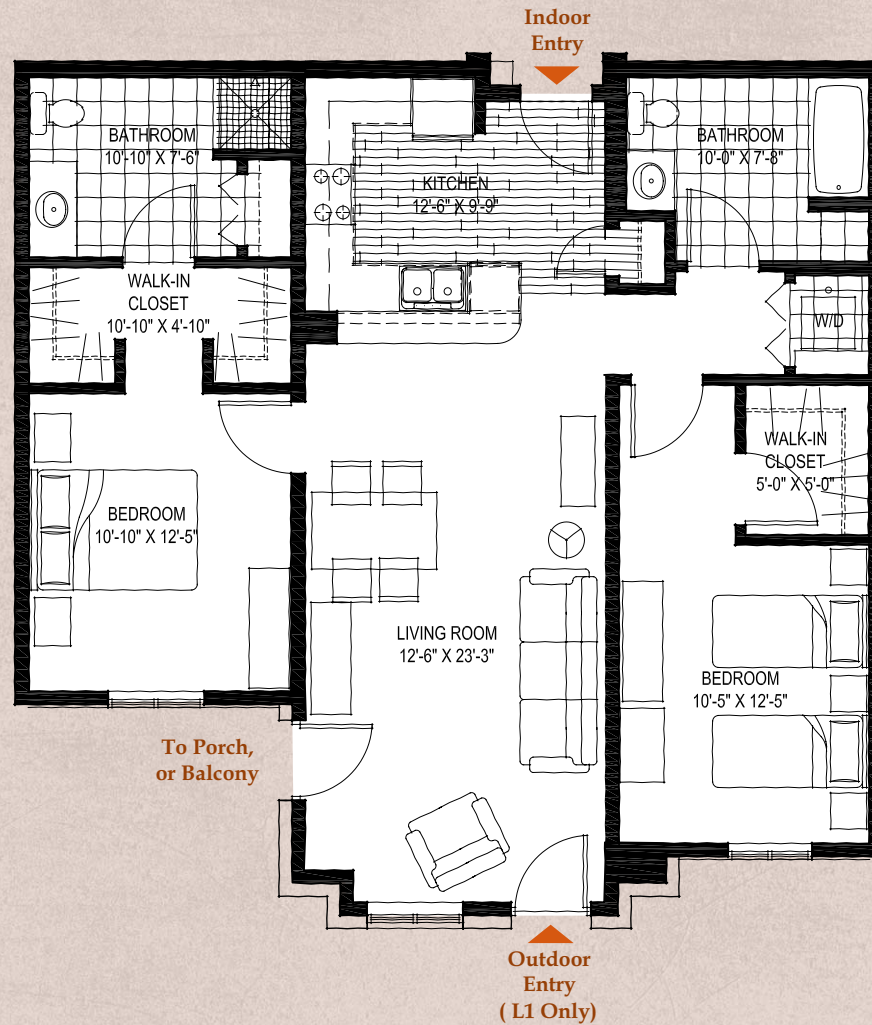 Indoor
Entry
BATHROOM
10'-10" X 7'-6"
KITCHEN
12'-6" X 9'-9"
BATHROOM
10'-0" X 7'-8"
WALK-IN
CLOSET
10'-10" X 4'-10"
W/D
WALK-IN
CLOSET
5'-0" X 5'-0"
BEDROOM
10'-10" X 12'-5"
LIVING ROOM
12'-6" X 23'-3"
BEDROOM
10'-5" X 12'-5"
To Porch,
or Balcony
Outdoor
Entry
( L1 Only)